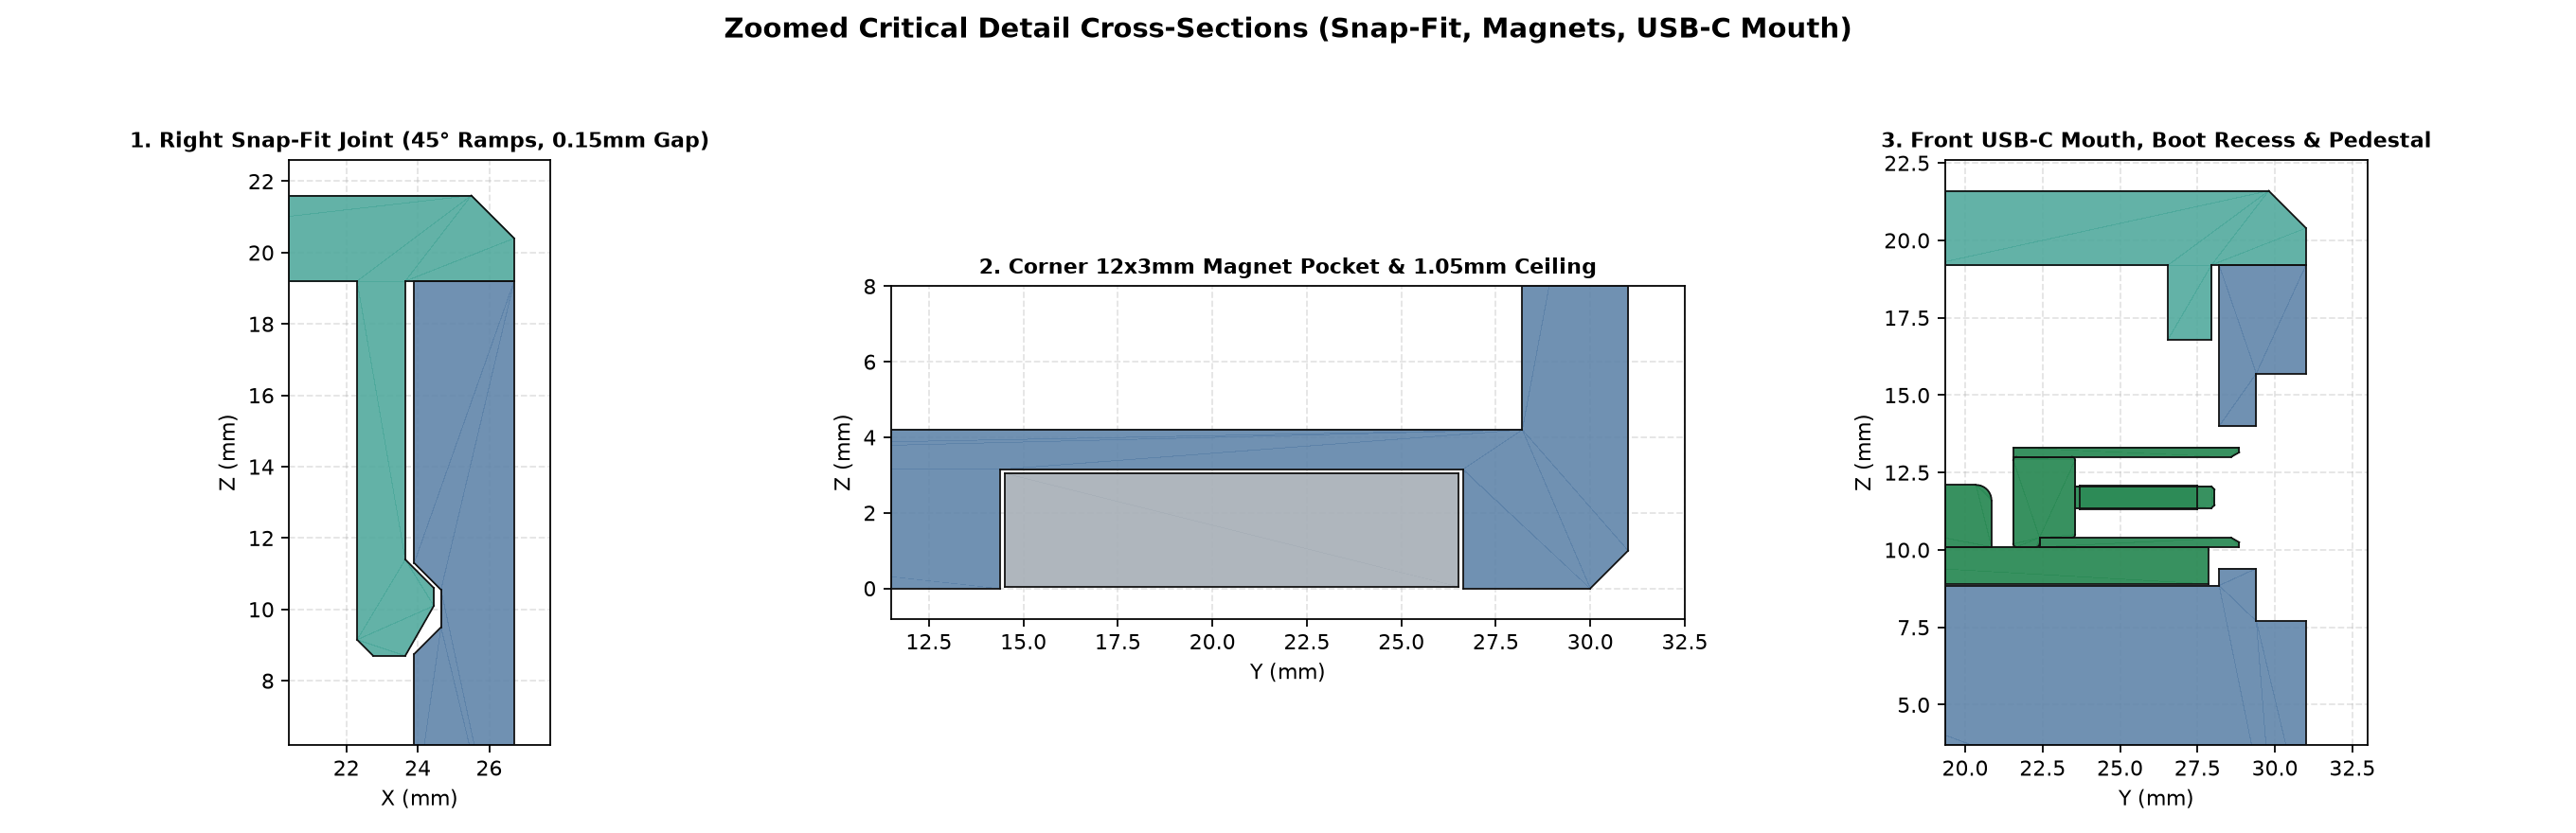 Zoomed Critical Detail Cross-Sections (Snap-Fit, Magnets, USB-C Mouth)
1. Right Snap-Fit Joint (45° Ramps, 0.15mm Gap)
22
20
18
16
14
12
10
8
Z (mm)
22 24 26
X (mm)
2. Corner 12x3mm Magnet Pocket & 1.05mm Ceiling
8
6
4
2
0
Z (mm)
12.5 15.0 17.5 20.0 22.5 25.0 27.5 30.0 32.5
Y (mm)
3. Front USB-C Mouth, Boot Recess & Pedestal
22.5
20.0
17.5
15.0
12.5
10.0
7.5
5.0
Z (mm)
20.0 22.5 25.0 27.5 30.0 32.5
Y (mm)